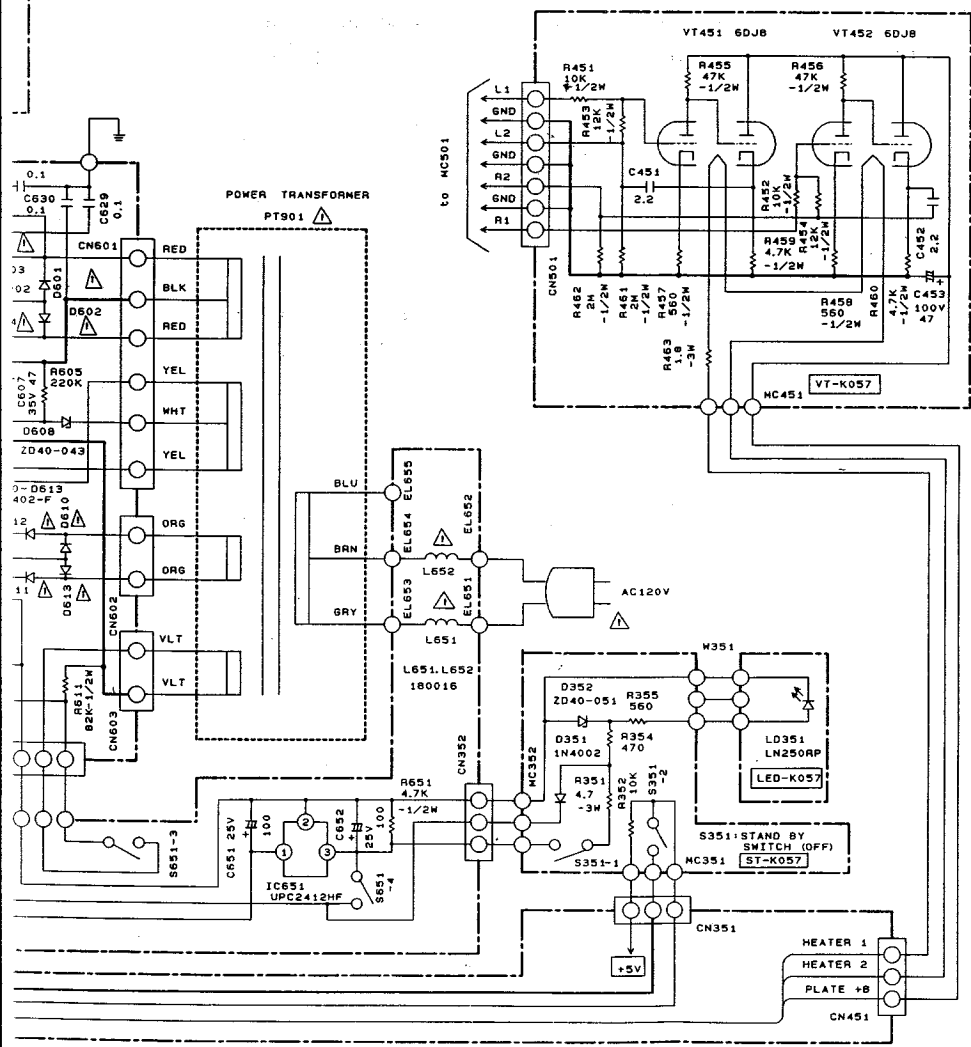 VT451 6DJ8
VT452 6DJ8
R451
10K
-1/2W
R453
12K
-1/2W
R455
47K
-1/2W
R456
47K
-1/2W
L1
GND
L2
GND
R2
GND
R1
to MC501
CN501
C451
2.2
R452
10K
-1/2W
R454
12K
-1/2W
R459
4.7K
-1/2W
C452
2.2
C453
100V
47
R462
2M
-1/2W
R461
2M
-1/2W
R457
560
-1/2W
R458
560
-1/2W
R460
4.7K
-1/2W
R463
1.8
-3W
VT-K057
MC451
0.1
C630
0.1
C629
0.1
POWER TRANSFORMER
PT901
CN601
RED
BLK
RED
YEL
WHT
YEL
ORG
ORG
VLT
VLT
03
02
D601
D602
R605
220K
C607
35V 47
D608
ZD40-043
0~D613
402-F
12
D610
11
D613
CN602
R611
82K-1/2W
CN603
BLU
BRN
GRY
EL655
EL654
EL653
EL652
EL651
L652
L651
L651.L652
180016
AC120V
CN352
MC352
W351
D352
ZD40-051
R355
560
D351
1N4002
R354
470
R351
4.7
-3W
R352
10K
S351
-2
LD351
LN250RP
LED-K057
S351:STAND BY
SWITCH (OFF)
ST-K057
S351-1
MC351
CN351
+5V
R651
4.7K
-1/2W
C651 25V
100
C652
25V
100
IC651
UPC2412HF
1
2
3
S651-3
S651
-4
HEATER 1
HEATER 2
PLATE +B
CN451